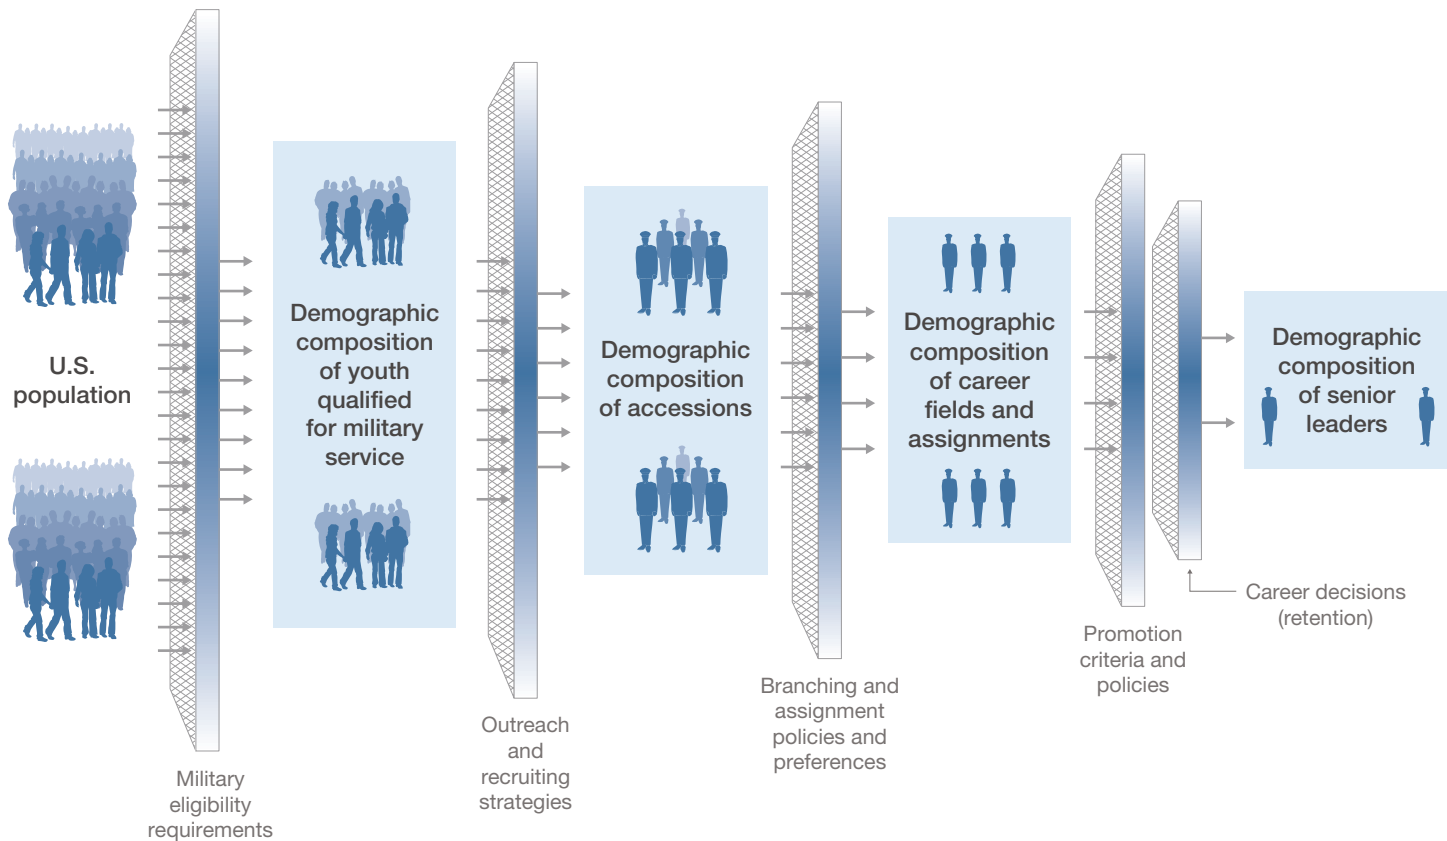 U.S.
population
Military
eligibility
requirements
Demographic
composition
of youth
qualified
for military
service
Outreach
and
recruiting
strategies
Demographic
composition
of accessions
Branching and
assignment
policies and
preferences
Demographic
composition
of career
fields and
assignments
Promotion
criteria and
policies
Career decisions
(retention)
Demographic
composition
of senior
leaders